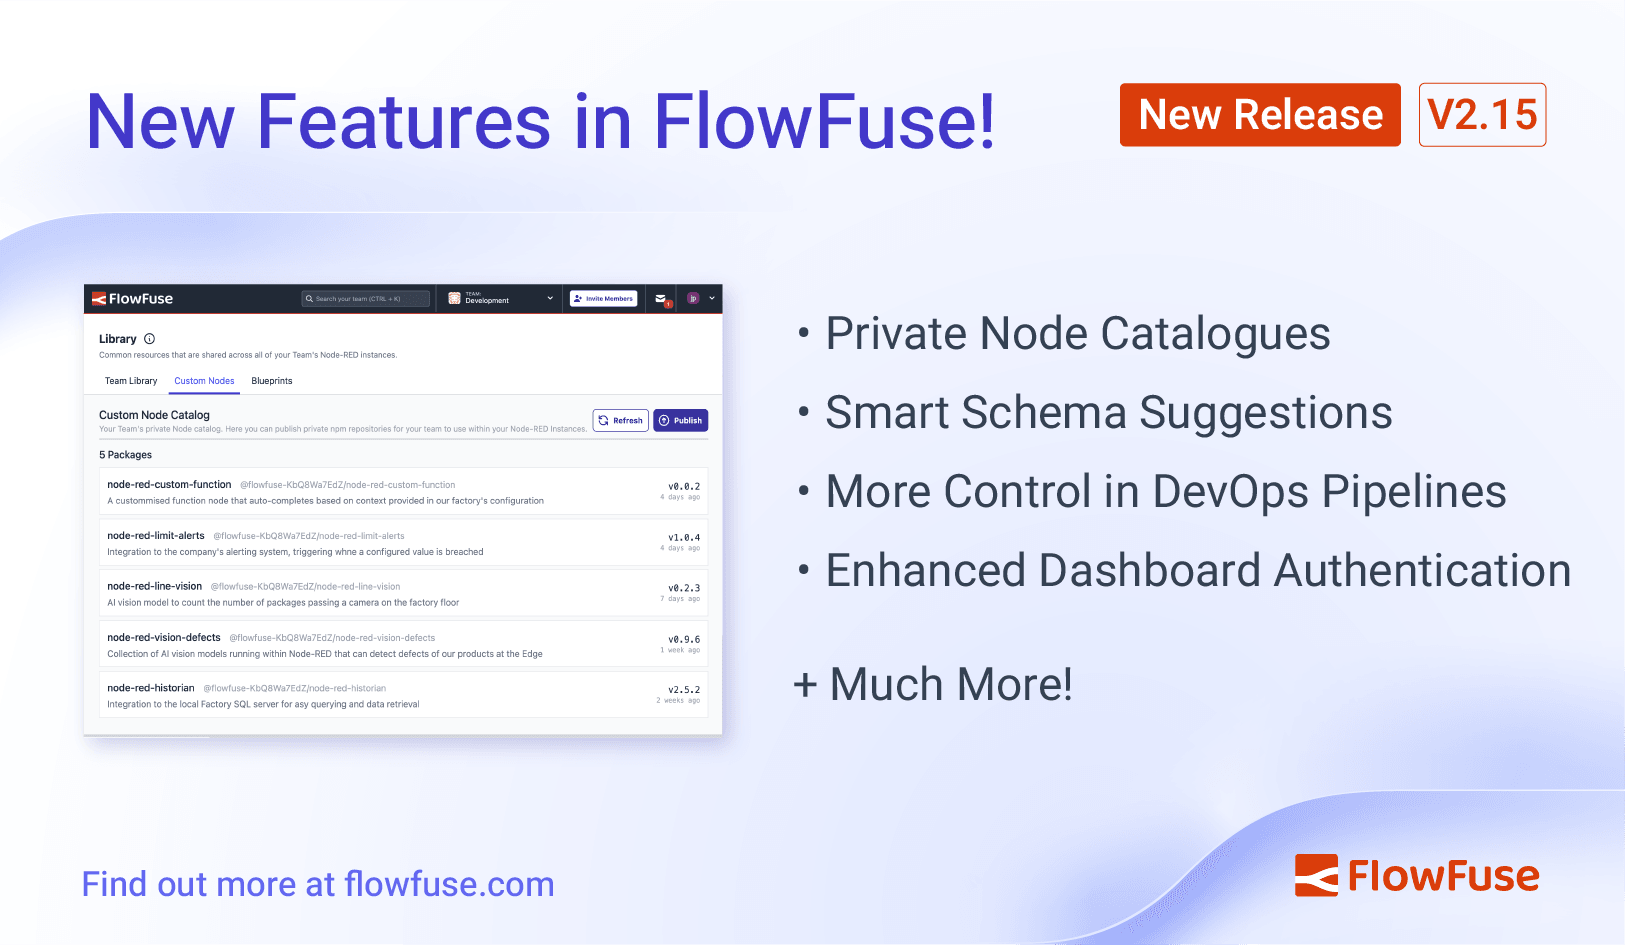 New Features in FlowFuse!
New Release
V2.15
FlowFuse
Search your team (CTRL + K)
TEAM:
Development
Invite Members
1
jp
Library
Common resources that are shared across all of your Team's Node-RED instances.
Team Library
Custom Nodes
Blueprints
Custom Node Catalog
Your Team's private Node catalog. Here you can publish private npm repositories for your team to use within your Node-RED Instances.
Refresh
Publish
5 Packages
node-red-custom-function @flowfuse-KbQ8Wa7EdZ/node-red-custom-function
v0.0.2
A custommised function node that auto-completes based on context provided in our factory's configuration
4 days ago
node-red-limit-alerts @flowfuse-KbQ8Wa7EdZ/node-red-limit-alerts
v1.0.4
Integration to the company's alerting system, triggering whne a configured value is breached
4 days ago
node-red-line-vision @flowfuse-KbQ8Wa7EdZ/node-red-line-vision
v0.2.3
AI vision model to count the number of packages passing a camera on the factory floor
7 days ago
node-red-vision-defects @flowfuse-KbQ8Wa7EdZ/node-red-vision-defects
v0.9.6
Collection of AI vision models running within Node-RED that can detect defects of our products at the Edge
1 week ago
node-red-historian @flowfuse-KbQ8Wa7EdZ/node-red-historian
v2.5.2
Integration to the local Factory SQL server for asy querying and data retrieval
2 weeks ago
• Private Node Catalogues
• Smart Schema Suggestions
• More Control in DevOps Pipelines
• Enhanced Dashboard Authentication
+ Much More!
Find out more at flowfuse.com
FlowFuse